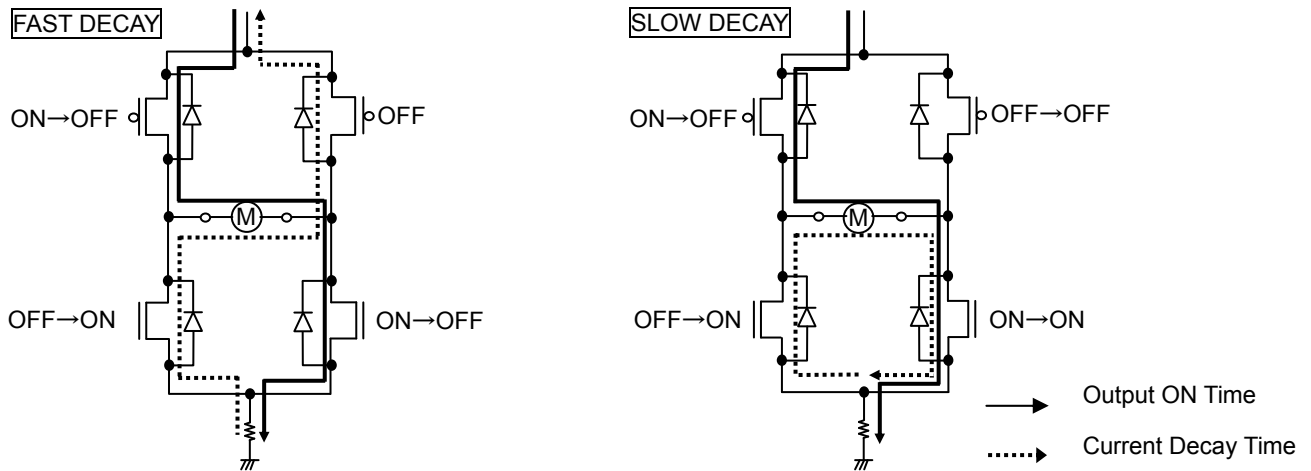 FAST DECAY
ON→OFF
OFF
M
OFF→ON
ON→OFF
SLOW DECAY
ON→OFF
OFF→OFF
M
OFF→ON
ON→ON
Output ON Time
Current Decay Time